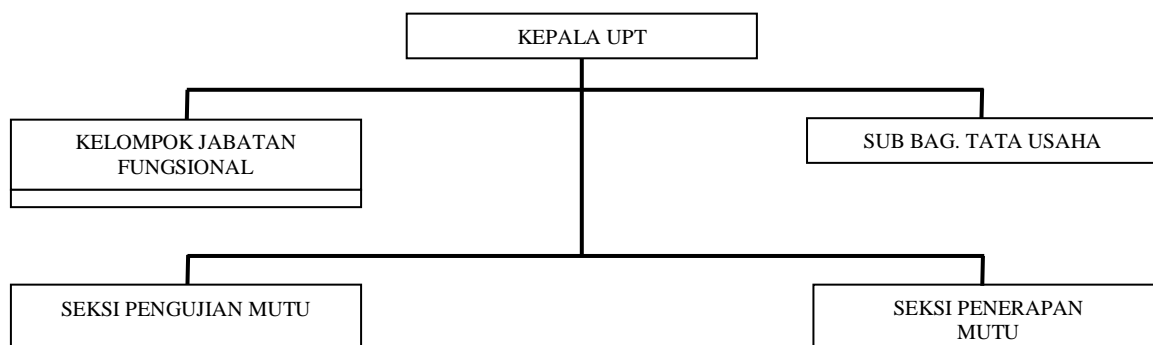 KEPALA UPT
KELOMPOK JABATAN
FUNGSIONAL
SUB BAG. TATA USAHA
SEKSI PENGUJIAN MUTU
SEKSI PENERAPAN
MUTU